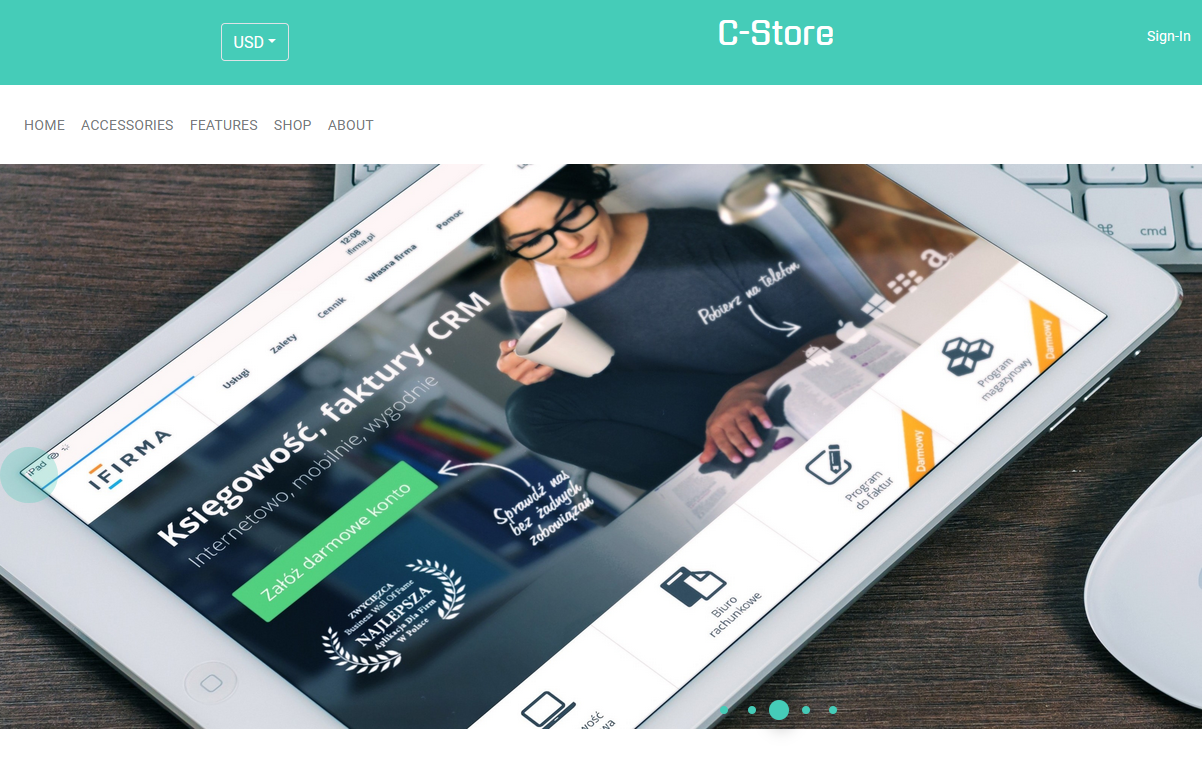 USD
C-Store
Sign-In
HOME ACCESSORIES FEATURES SHOP ABOUT
cmd
12:08
ifirma.pl
iPad
IFIRMA
Usługi
Zalety
Cennik
Własna firma
Pomoc
Księgowość, faktury, CRM
Internetowo, mobilnie, wygodnie
Załóż darmowe konto
Sprawdź nas
bez żadnych
zobowiązań
Pobierz na telefon
ZWYCIĘZCA
Business Wall Of Fame
NAJLEPSZA
Aplikacja Dla Firm
W Polsce
Darmowy
Program
magazynowy
Darmowy
Program
do faktur
Biuro
rachunkowe